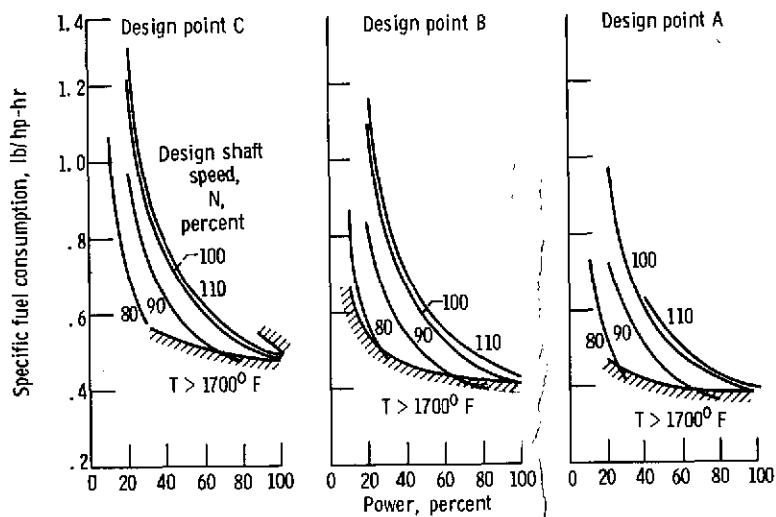 Design point C
Design point B
Design point A
1.4
1.2
1.0
.8
.6
.4
.2
Specific fuel consumption, lb/hp-hr
Design shaft
speed,
N,
percent
100
110
90
80
T > 1700⁰ F
100
110
90
80
T > 1700⁰ F
100
110
90
80
T > 1700⁰ F
0 20 40 60 80 100
0 20 40 60 80 100
0 20 40 60 80 100
Power, percent